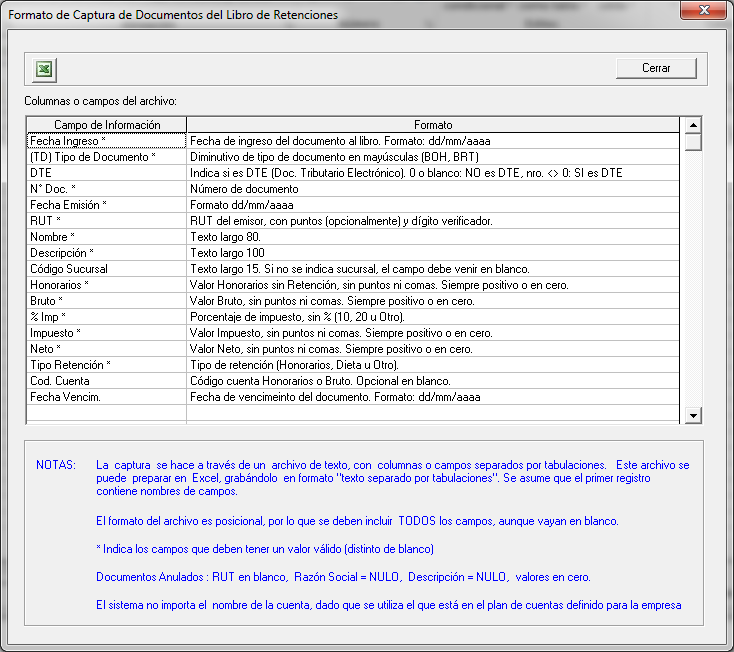 Formato de Captura de Documentos del Libro de Retenciones
Cerrar
Columnas o campos del archivo:
Campo de Información Formato
Fecha Ingreso * Fecha de ingreso del documento al libro. Formato: dd/mm/aaaa
(TD) Tipo de Documento * Diminutivo de tipo de documento en mayúsculas (BOH, BRT)
DTE Indica si es DTE (Doc. Tributario Electrónico). 0 o blanco: NO es DTE, nro. <> 0: SI es DTE
N° Doc. * Número de documento
Fecha Emisión * Formato dd/mm/aaaa
RUT * RUT del emisor, con puntos (opcionalmente) y dígito verificador.
Nombre * Texto largo 80.
Descripción * Texto largo 100
Código Sucursal Texto largo 15. Si no se indica sucursal, el campo debe venir en blanco.
Honorarios * Valor Honorarios sin Retención, sin puntos ni comas. Siempre positivo o en cero.
Bruto * Valor Bruto, sin puntos ni comas. Siempre positivo o en cero.
% Imp * Porcentaje de impuesto, sin % (10, 20 u Otro).
Impuesto * Valor Impuesto, sin puntos ni comas. Siempre positivo o en cero.
Neto * Valor Neto, sin puntos ni comas. Siempre positivo o en cero.
Tipo Retención * Tipo de retención (Honorarios, Dieta u Otro).
Cod. Cuenta Código cuenta Honorarios o Bruto. Opcional en blanco.
Fecha Vencim. Fecha de vencimeinto del documento. Formato: dd/mm/aaaa
NOTAS: La captura se hace a través de un archivo de texto, con columnas o campos separados por tabulaciones. Este archivo se
puede preparar en Excel, grabándolo en formato "texto separado por tabulaciones". Se asume que el primer registro
contiene nombres de campos.
El formato del archivo es posicional, por lo que se deben incluir TODOS los campos, aunque vayan en blanco.
* Indica los campos que deben tener un valor válido (distinto de blanco)
Documentos Anulados : RUT en blanco, Razón Social = NULO, Descripción = NULO, valores en cero.
El sistema no importa el nombre de la cuenta, dado que se utiliza el que está en el plan de cuentas definido para la empresa